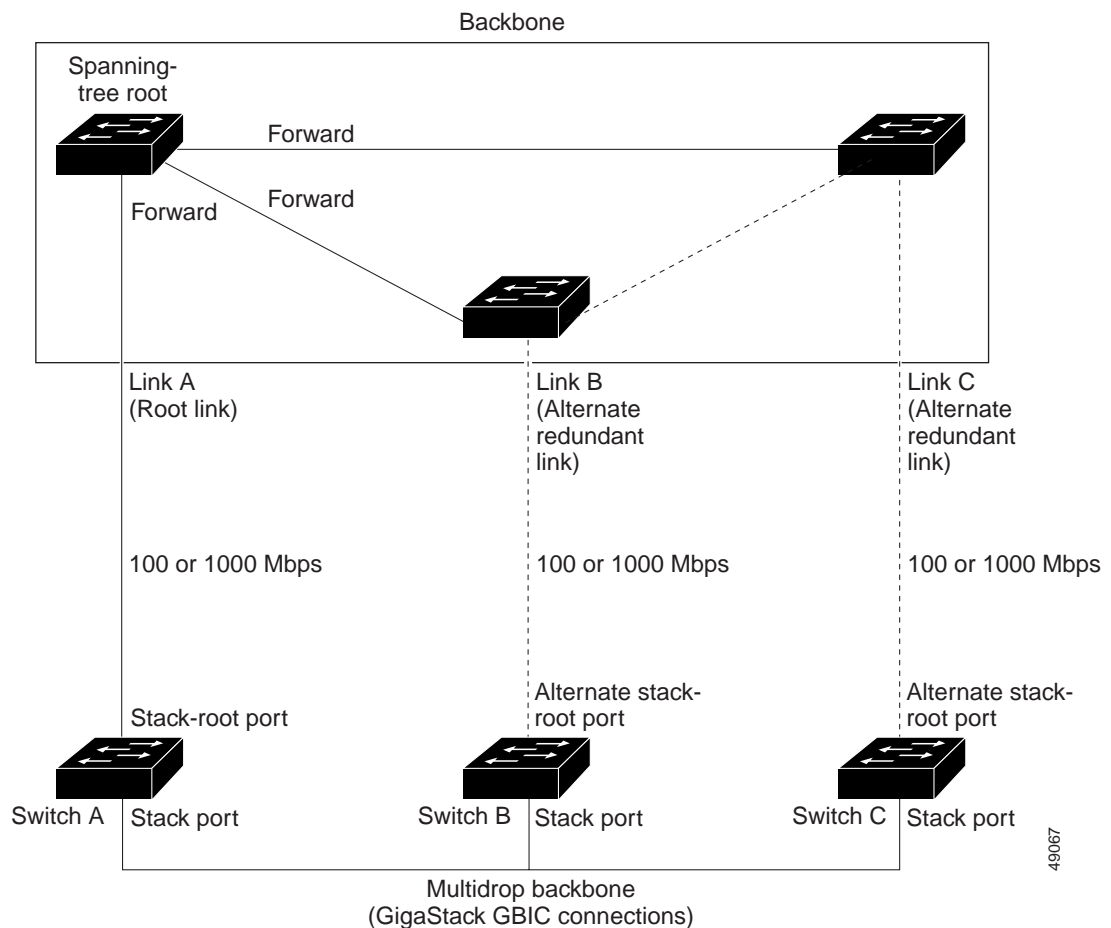 Backbone
Spanning-
tree root
Forward
Forward
Forward
Link A
(Root link)
Link B
(Alternate
redundant
link)
Link C
(Alternate
redundant
link)
100 or 1000 Mbps
100 or 1000 Mbps
100 or 1000 Mbps
Stack-root port
Alternate stack-
root port
Alternate stack-
root port
Switch A
Stack port
Switch B
Stack port
Switch C
Stack port
Multidrop backbone
(GigaStack GBIC connections)
49067